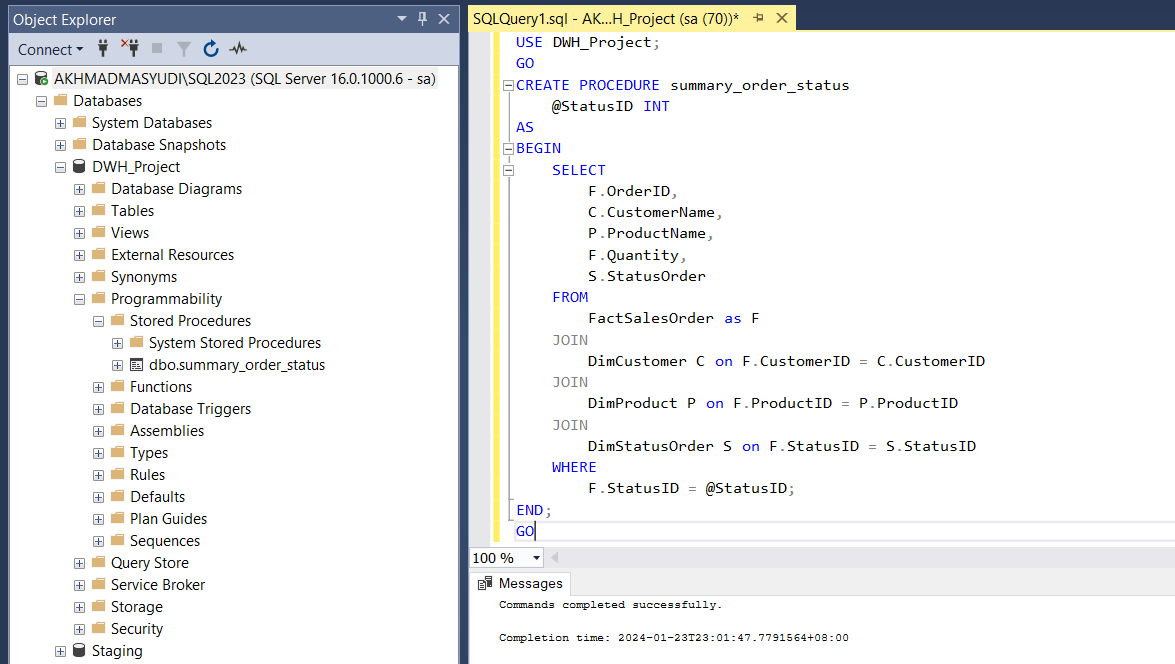 Object Explorer
Connect
AKHMADMASYUDI\SQL2023 (SQL Server 16.0.1000.6 - sa)
Databases
System Databases
Database Snapshots
DWH_Project
Database Diagrams
Tables
Views
External Resources
Synonyms
Programmability
Stored Procedures
System Stored Procedures
dbo.summary_order_status
Functions
Database Triggers
Assemblies
Types
Rules
Defaults
Plan Guides
Sequences
Query Store
Service Broker
Storage
Security
Staging
SQLQuery1.sql - AK...H_Project (sa (70))*
USE DWH_Project;
GO
CREATE PROCEDURE summary_order_status
@StatusID INT
AS
BEGIN
SELECT
F.OrderID,
C.CustomerName,
P.ProductName,
F.Quantity,
S.StatusOrder
FROM
FactSalesOrder as F
JOIN
DimCustomer C on F.CustomerID = C.CustomerID
JOIN
DimProduct P on F.ProductID = P.ProductID
JOIN
DimStatusOrder S on F.StatusID = S.StatusID
WHERE
F.StatusID = @StatusID;
END;
GO
100 %
Messages
Commands completed successfully.
Completion time: 2024-01-23T23:01:47.7791564+08:00